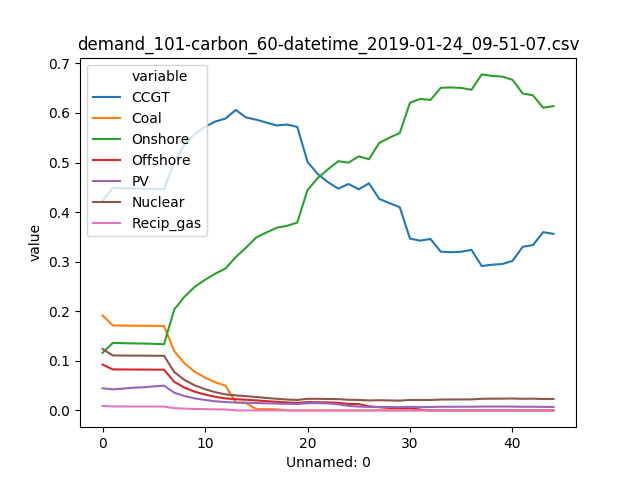 demand_101-carbon_60-datetime_2019-01-24_09-51-07.csv
0.7
0.6
0.5
0.4
0.3
0.2
0.1
0.0
value
variable
CCGT
Coal
Onshore
Offshore
PV
Nuclear
Recip_gas
0 10 20 30 40
Unnamed: 0